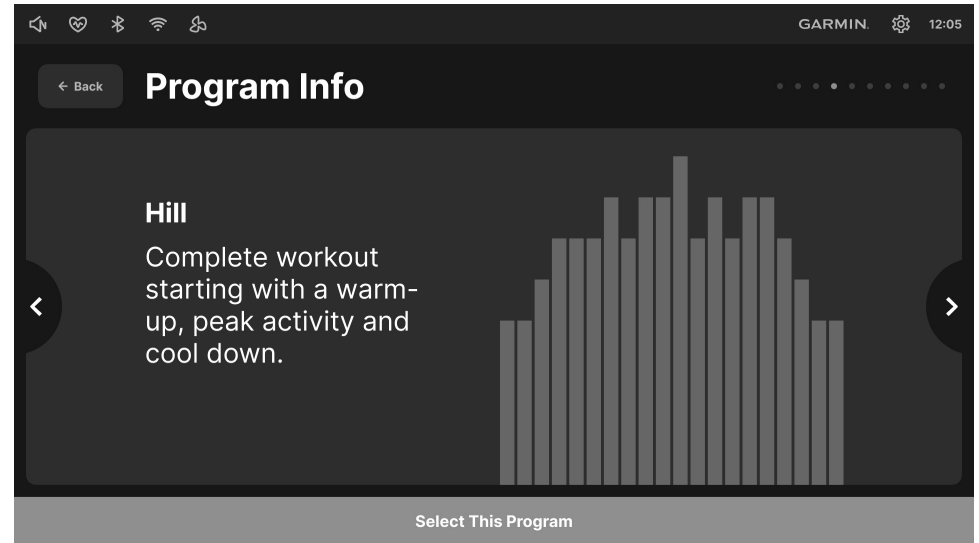 GARMIN.
12:05
← Back
Program Info
Hill
Complete workout
starting with a warm-
up, peak activity and
cool down.
Select This Program